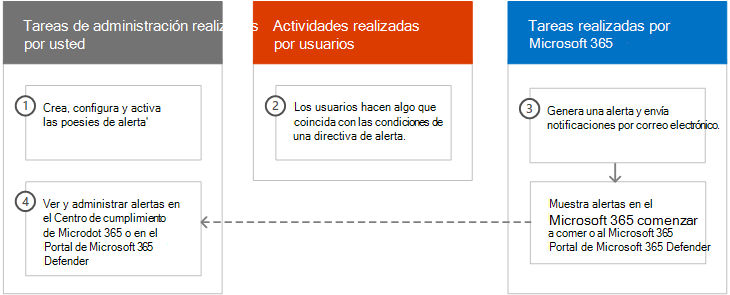 Tareas de administración realizadas
por usted
1
Crea, configura y activa
las poesies de alerta'
4
Ver y administrar alertas en
el Centro de cumplimiento
de Microdot 365 o en el
Portal de Microsoft 365
Defender
Actividades realizadas
por usuarios
2
Los usuarios hacen algo que
coincida con las condiciones de
una directiva de alerta.
Tareas realizadas por
Microsoft 365
3
Genera una alerta y envía
notificaciones por correo electrónico.
Muestra alertas en el
Microsoft 365 comenzar
a comer o al Microsoft 365
Portal de Microsoft 365 Defender